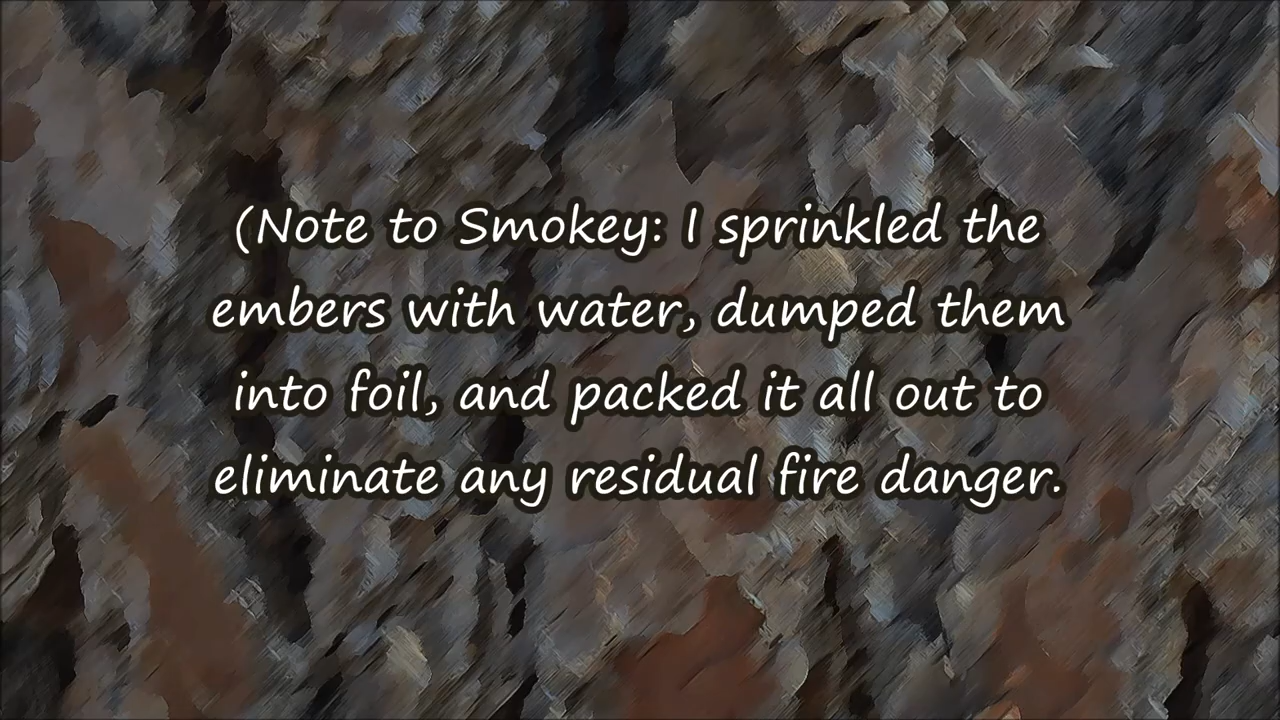 (Note to Smokey: I sprinkled the
embers with water, dumped them
into foil, and packed it all out to
eliminate any residual fire danger.